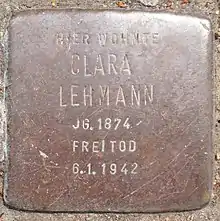 HIER WOHNTE
CLARA
LEHMANN
JG. 1874
FREITOD
6.1.1942